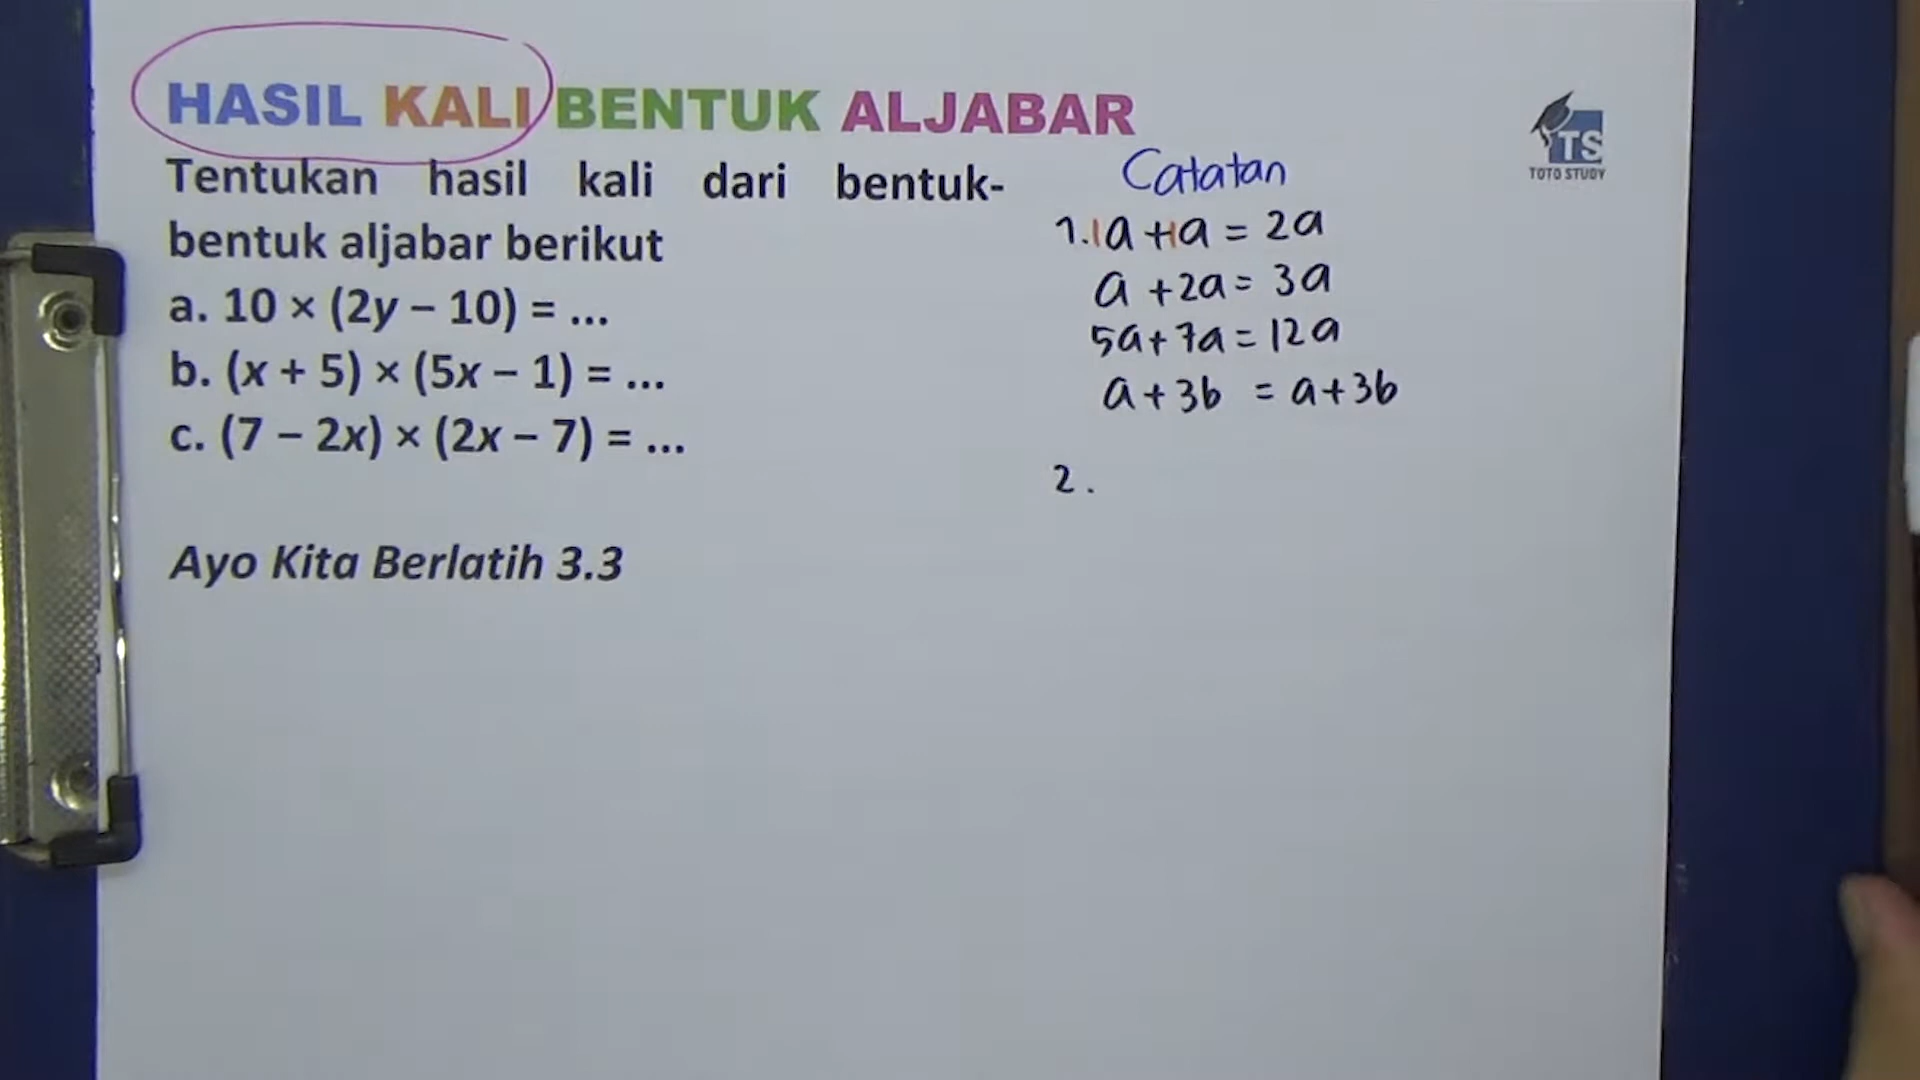 HASIL KALI BENTUK ALJABAR
Tentukan hasil kali dari bentuk-
bentuk aljabar berikut
a. 10 × (2y – 10) = ...
b. (x + 5) × (5x – 1) = ...
c. (7 – 2x) × (2x – 7) = ...
Ayo Kita Berlatih 3.3
Catatan
1. 1a + 1a = 2a
a + 2a = 3a
5a + 7a = 12a
a + 3b = a + 3b
2.
TS
TOTO STUDY